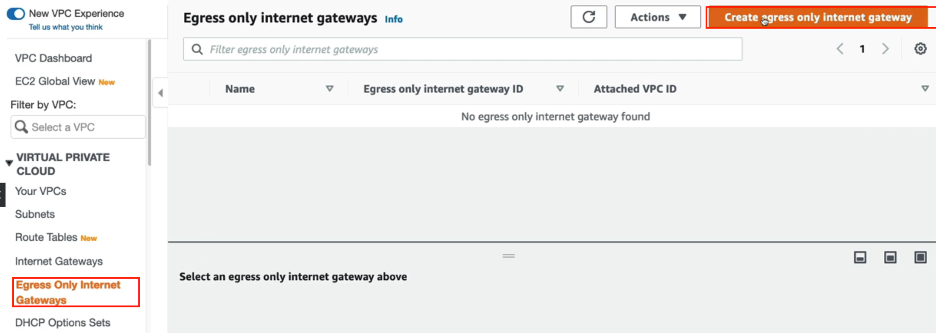 New VPC Experience
Tell us what you think
VPC Dashboard
EC2 Global View New
Filter by VPC:
Select a VPC
VIRTUAL PRIVATE
CLOUD
Your VPCs
Subnets
Route Tables New
Internet Gateways
Egress Only Internet
Gateways
DHCP Options Sets
Egress only internet gateways Info
Actions
Create egress only internet gateway
Filter egress only internet gateways
1
Name
Egress only internet gateway ID
Attached VPC ID
No egress only internet gateway found
Select an egress only internet gateway above